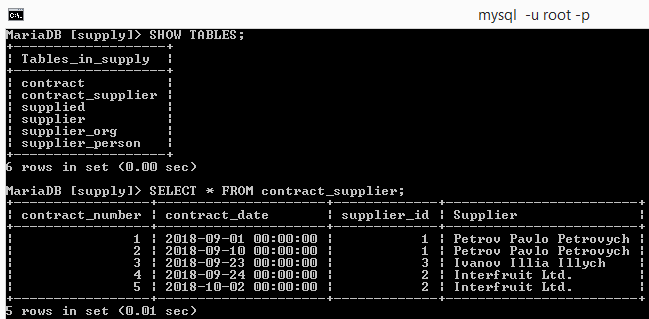 mysql -u root -p
MariaDB [supply]> SHOW TABLES;
+------------------+
| Tables_in_supply |
+------------------+
| contract |
| contract_supplier |
| supplied |
| supplier |
| supplier_org |
| supplier_person |
+------------------+
6 rows in set (0.00 sec)
MariaDB [supply]> SELECT * FROM contract_supplier;
+-----------------+---------------------+-------------+------------------------+
| contract_number | contract_date | supplier_id | Supplier |
+-----------------+---------------------+-------------+------------------------+
| 1 | 2018-09-01 00:00:00 | 1 | Petrov Pavlo Petrovych |
| 2 | 2018-09-10 00:00:00 | 1 | Petrov Pavlo Petrovych |
| 3 | 2018-09-23 00:00:00 | 3 | Ivanov Illia Illych |
| 4 | 2018-09-24 00:00:00 | 2 | Interfruit Ltd. |
| 5 | 2018-10-02 00:00:00 | 2 | Interfruit Ltd. |
+-----------------+---------------------+-------------+------------------------+
5 rows in set (0.01 sec)